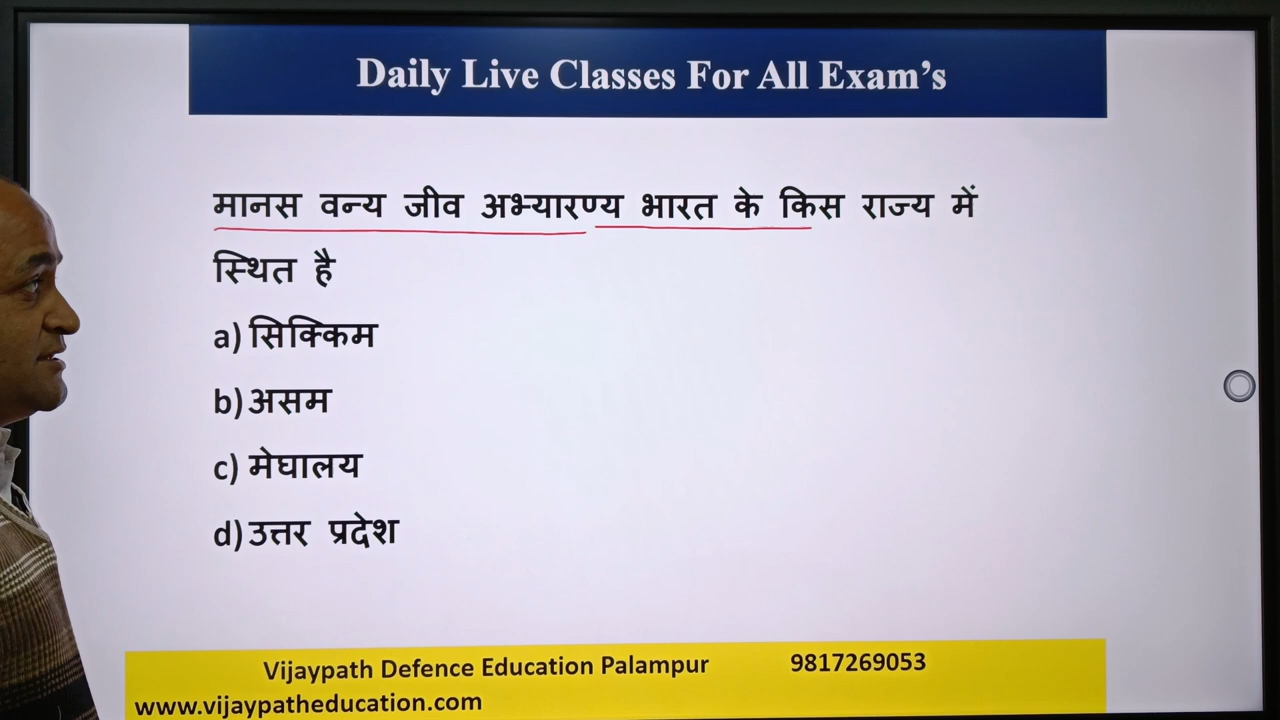 Daily Live Classes For All Exam’s
मानस वन्य जीव अभ्यारण्य भारत के किस राज्य में
स्थित है
a) सिक्किम
b) असम
c) मेघालय
d) उत्तर प्रदेश
Vijaypath Defence Education Palampur 9817269053
www.vijaypatheducation.com